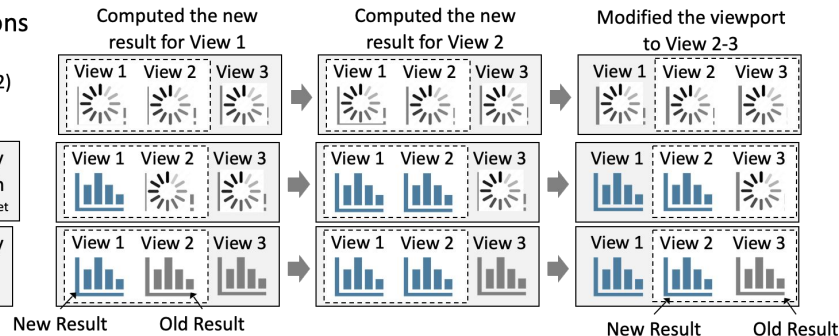 ons
Computed the new
result for View 1
Computed the new
result for View 2
Modified the viewport
to View 2-3
2)
View 1 View 2 View 3
View 1 View 2 View 3
View 1 View 2 View 3
y
n
et
View 1 View 2 View 3
View 1 View 2 View 3
View 1 View 2 View 3
y
View 1 View 2 View 3
View 1 View 2 View 3
View 1 View 2 View 3
New Result Old Result
New Result Old Result